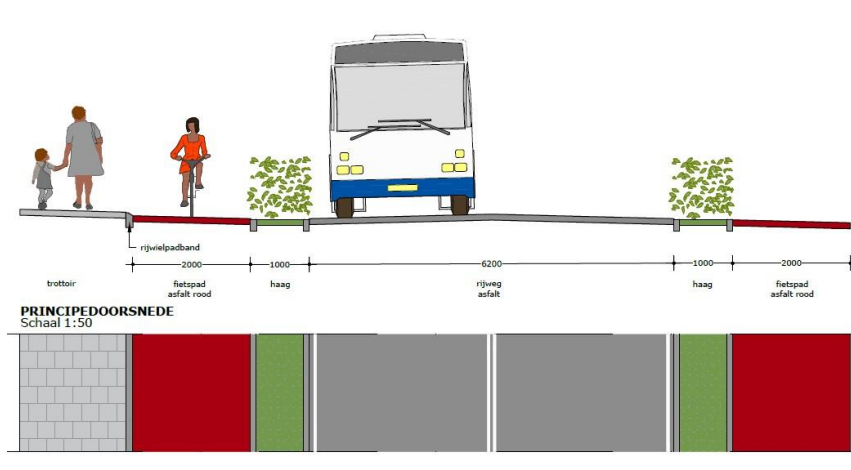 rijwielpadband
2000
1000
6200
1000
2000
trottoir
fietspad
asfalt rood
haag
rijweg
asfalt
haag
fietspad
asfalt rood
PRINCIPEDOORSNEDE
Schaal 1:50